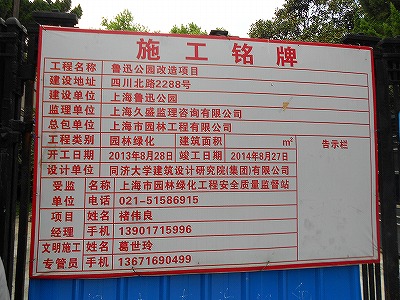 施工铭牌
工程名称 鲁迅公园改造项目
建设地址 四川北路2288号
建设单位 上海鲁迅公园
监理单位 上海久盛监理咨询有限公司
总包单位 上海市园林工程有限公司
工程类别 园林绿化 建筑面积 m² 告示栏
开工日期 2013年8月28日 竣工日期 2014年8月27日
设计单位 同济大学建筑设计研究院(集团)有限公司
受监 名称 上海市园林绿化工程安全质量监督站
单位 电话 021-51586915
项目 姓名 褚伟良
经理 手机 13901715996
文明施工 姓名 葛世玲
专管员 手机 13671690499